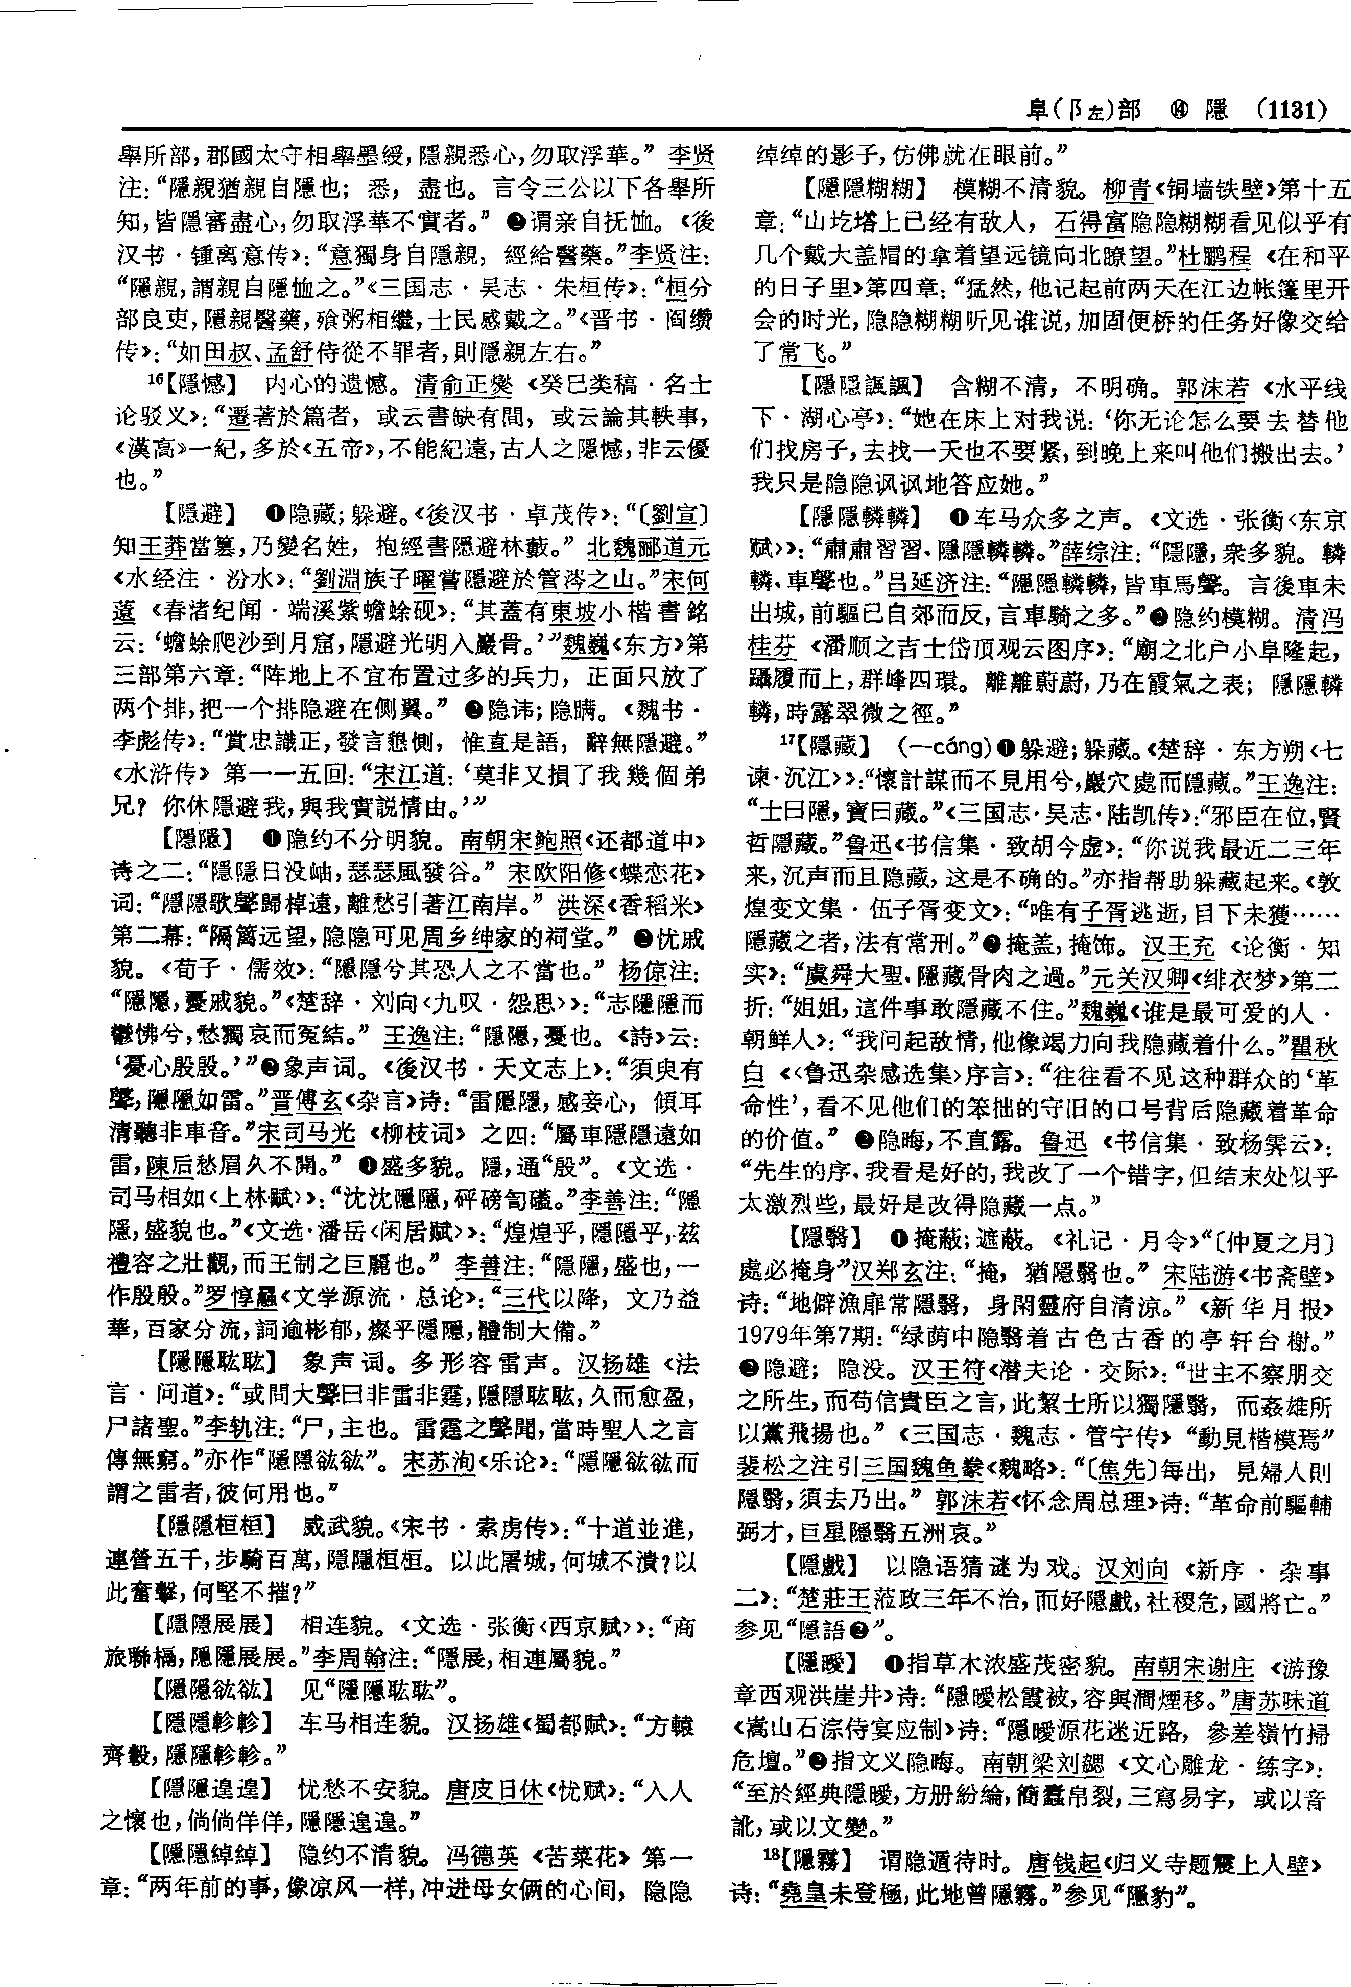 阜(阝左)部 ⑭ 隱 (1131)
舉所部，郡國太守相舉墨綬，隱親悉心，勿取浮華。”李贤
注：“隱親猶親自隱也；悉，盡也。言令三公以下各舉所
知，皆隱審盡心，勿取浮華不實者。”❷谓亲自抚恤。《後
汉书·锺离意传》：“意獨身自隱親，經給醫藥。”李贤注：
“隱親，謂親自隱恤之。”《三国志·吴志·朱桓传》：“桓分
部良吏，隱親醫藥，飱粥相繼，士民感戴之。”《晋书·阎缵
传》：“如田叔、孟舒侍從不罪者，則隱親左右。”
16【隱憾】 内心的遗憾。清俞正燮《癸巳类稿·名士
论驳义》：“遷著於篇者，或云書缺有間，或云論其軼事，
《漢高》一紀，多於《五帝》，不能紀遠，古人之隱憾，非云優
也。”
【隱避】 ❶隐藏；躲避。《後汉书·卓茂传》：“〔劉宣〕
知王莽當篡，乃變名姓，抱經書隱避林藪。”北魏郦道元
《水经注·汾水》：“劉淵族子曜嘗隱避於管涔之山。”宋何
薳《春渚纪闻·端溪紫蟾蜍砚》：“其蓋有東坡小楷書銘
云：‘蟾蜍爬沙到月窟，隱避光明入巖骨。’”魏巍《东方》第
三部第六章：“阵地上不宜布置过多的兵力，正面只放了
两个排，把一个排隐避在侧翼。”❷隐讳；隐瞒。《魏书·
李彪传》：“賞忠識正，發言懇惻，惟直是語，辭無隱避。”
《水浒传》第一一五回：“宋江道：‘莫非又損了我幾個弟
兄？你休隱避我，與我實説情由。’”
【隱隱】 ❶隐约不分明貌。南朝宋鲍照《还都道中》
诗之二：“隱隱日没岫，瑟瑟風發谷。”宋欧阳修《蝶恋花》
词：“隱隱歌聲歸棹遠，離愁引著江南岸。”洪深《香稻米》
第二幕：“隔篱远望，隐隐可见周乡绅家的祠堂。”❷忧戚
貌。《荀子·儒效》：“隱隱兮其恐人之不當也。”杨倞注：
“隱隱，憂戚貌。”《楚辞·刘向〈九叹·怨思〉》：“志隱隱而
鬱怫兮，愁獨哀而冤結。”王逸注：“隱隱，憂也。《詩》云：
‘憂心殷殷。’”❸象声词。《後汉书·天文志上》：“須臾有
聲，隱隱如雷。”晋傅玄《杂言》诗：“雷隱隱，感妾心，傾耳
清聽非車音。”宋司马光《柳枝词》之四：“屬車隱隱遠如
雷，陳后愁眉久不開。”❹盛多貌。隱，通“殷”。《文选·
司马相如〈上林赋〉》：“沈沈隱隱，砰磅訇磕。”李善注：“隱
隱，盛貌也。”《文选·潘岳〈闲居赋〉》：“煌煌乎，隱隱乎，兹
禮容之壯觀，而王制之巨麗也。”李善注：“隱隱，盛也，一
作殷殷。”罗惇曧《文学源流·总论》：“三代以降，文乃益
華，百家分流，詞逾彬郁，燦乎隱隱，體制大備。”
【隱隱耾耾】 象声词。多形容雷声。汉扬雄《法
言·问道》：“或問大聲曰非雷非霆，隱隱耾耾，久而愈盈，
尸諸聖。”李轨注：“尸，主也。雷霆之聲聞，當時聖人之言
傳無窮。”亦作“隱隱谹谹”。宋苏洵《乐论》：“隱隱谹谹而
謂之雷者，彼何用也。”
【隱隱桓桓】 威武貌。《宋书·索虏传》：“十道並進，
連營五千，步騎百萬，隱隱桓桓。以此屠城，何城不潰？以
此奮擊，何堅不摧？”
【隱隱展展】 相连貌。《文选·张衡〈西京赋〉》：“商
旅聯槅，隱隱展展。”李周翰注：“隱展，相連屬貌。”
【隱隱谹谹】 见“隱隱耾耾”。
【隱隱軫軫】 车马相连貌。汉扬雄《蜀都赋》：“方轅
齊轂，隱隱軫軫。”
【隱隱遑遑】 忧愁不安貌。唐皮日休《忧赋》：“入人
之懷也，倘倘佯佯，隱隱遑遑。”
【隱隱綽綽】 隐约不清貌。冯德英《苦菜花》第一
章：“两年前的事，像凉风一样，冲进母女俩的心间，隐隐
绰绰的影子，仿佛就在眼前。”
【隱隱糊糊】 模糊不清貌。柳青《铜墙铁壁》第十五
章：“山圪塔上已经有敌人，石得富隐隐糊糊看见似乎有
几个戴大盖帽的拿着望远镜向北瞭望。”杜鹏程《在和平
的日子里》第四章：“猛然，他记起前两天在江边帐篷里开
会的时光，隐隐糊糊听见谁说，加固便桥的任务好像交给
了常飞。”
【隱隱諷諷】 含糊不清，不明确。郭沫若《水平线
下·湖心亭》：“她在床上对我说：‘你无论怎么要去替他
们找房子，去找一天也不要紧，到晚上来叫他们搬出去。’
我只是隐隐讽讽地答应她。”
【隱隱轔轔】 ❶车马众多之声。《文选·张衡〈东京
赋〉》：“肅肅習習，隱隱轔轔。”薛综注：“隱隱，衆多貌。轔
轔，車聲也。”吕延济注：“隱隱轔轔，皆車馬聲。言後車未
出城，前驅已自郊而反，言車騎之多。”❷隐约模糊。清冯
桂芬《潘顺之吉士岱顶观云图序》：“廟之北户小阜隆起，
躡履而上，群峰四環。離離蔚蔚，乃在霞氣之表；隱隱轔
轔，時露翠微之徑。”
17【隱藏】 (—cáng)❶躲避；躲藏。《楚辞·东方朔〈七
谏·沉江〉》：“懷計謀而不見用兮，巖穴處而隱藏。”王逸注：
“士曰隱，寶曰藏。”《三国志·吴志·陆凯传》：“邪臣在位，賢
哲隱藏。”鲁迅《书信集·致胡今虚》：“你说我最近二三年
来，沉声而且隐藏，这是不确的。”亦指帮助躲藏起来。《敦
煌变文集·伍子胥变文》：“唯有子胥逃逝，目下未獲……
隱藏之者，法有常刑。”❷掩盖，掩饰。汉王充《论衡·知
实》：“虞舜大聖，隱藏骨肉之過。”元关汉卿《绯衣梦》第二
折：“姐姐，這件事敢隱藏不住。”魏巍《谁是最可爱的人·
朝鲜人》：“我问起敌情，他像竭力向我隐藏着什么。”瞿秋
白《〈鲁迅杂感选集〉序言》：“往往看不见这种群众的‘革
命性’，看不见他们的笨拙的守旧的口号背后隐藏着革命
的价值。”❷隐晦，不直露。鲁迅《书信集·致杨霁云》：
“先生的序，我看是好的，我改了一个错字，但结末处似乎
太激烈些，最好是改得隐藏一点。”
【隱翳】 ❶掩蔽；遮蔽。《礼记·月令》“〔仲夏之月〕
處必掩身”汉郑玄注：“掩，猶隱翳也。”宋陆游《书斋壁》
诗：“地僻漁扉常隱翳，身閑靈府自清涼。”《新华月报》
1979年第7期：“绿荫中隐翳着古色古香的亭轩台榭。”
❷隐避；隐没。汉王符《潜夫论·交际》：“世主不察朋交
之所生，而苟信貴臣之言，此絜士所以獨隱翳，而姦雄所
以黨飛揚也。”《三国志·魏志·管宁传》“動見楷模焉”
裴松之注引三国魏鱼豢《魏略》：“〔焦先〕每出，見婦人則
隱翳，須去乃出。”郭沫若《怀念周总理》诗：“革命前驅輔
弼才，巨星隱翳五洲哀。”
【隱戲】 以隐语猜谜为戏。汉刘向《新序·杂事
二》：“楚莊王蒞政三年不治，而好隱戲，社稷危，國將亡。”
参见“隱語❷”。
【隱曖】 ❶指草木浓盛茂密貌。南朝宋谢庄《游豫
章西观洪崖井》诗：“隱曖松霞被，容與澗煙移。”唐苏味道
《嵩山石淙侍宴应制》诗：“隱曖源花迷近路，參差嶺竹掃
危壇。”❷指文义隐晦。南朝梁刘勰《文心雕龙·练字》：
“至於經典隱曖，方册紛綸，簡蠹帛裂，三寫易字，或以音
訛，或以文變。”
18【隱霧】 谓隐遁待时。唐钱起《归义寺题震上人壁》
诗：“堯皇未登極，此地曾隱霧。”参见“隱豹”。